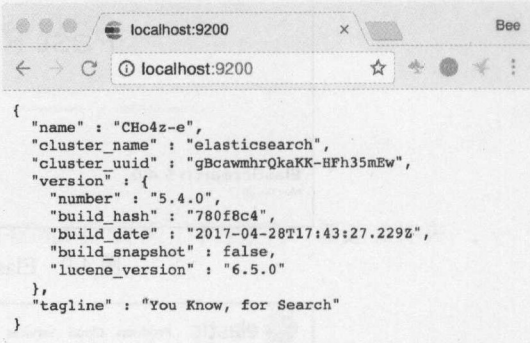 localhost:9200
Bee
localhost:9200
{
"name" : "CHo4z-e",
"cluster_name" : "elasticsearch",
"cluster_uuid" : "gBcawmhrQkaKK-HFh35mEw",
"version" : {
"number" : "5.4.0",
"build_hash" : "780f8c4",
"build_date" : "2017-04-28T17:43:27.229Z",
"build_snapshot" : false,
"lucene_version" : "6.5.0"
},
"tagline" : "You Know, for Search"
}